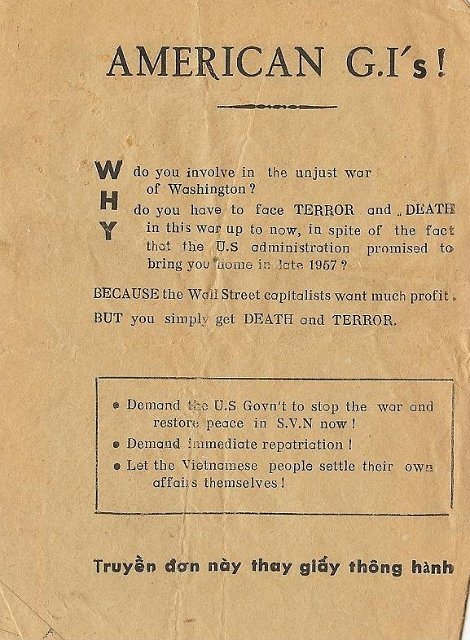 AMERICAN G.I's!
WHY
do you involve in the unjust war
of Washington?
do you have to face TERROR and „DEATH
in this war up to now, in spite of the fact
that the U.S administration promised to
bring you home in late 1967?
BECAUSE the Wall Street capitalists want much profit.
BUT you simply get DEATH and TERROR.
● Demand the U.S Govn't to stop the war and
restore peace in S.V.N now!
● Demand immediate repatriation!
● Let the Vietnamese people settle their own
affairs themselves!
Truyền đơn này thay giấy thông hành